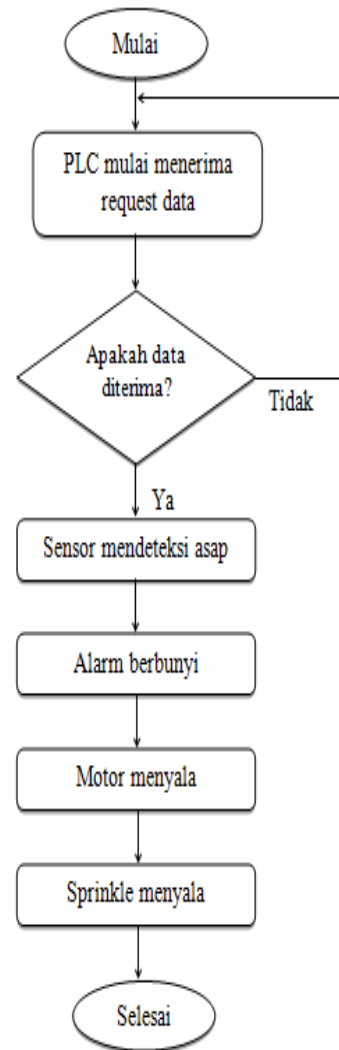 Mulai
PLC mulai menerima
request data
Apakah data
diterima?
Tidak
Ya
Sensor mendeteksi asap
Alarm berbunyi
Motor menyala
Sprinkle menyala
Selesai